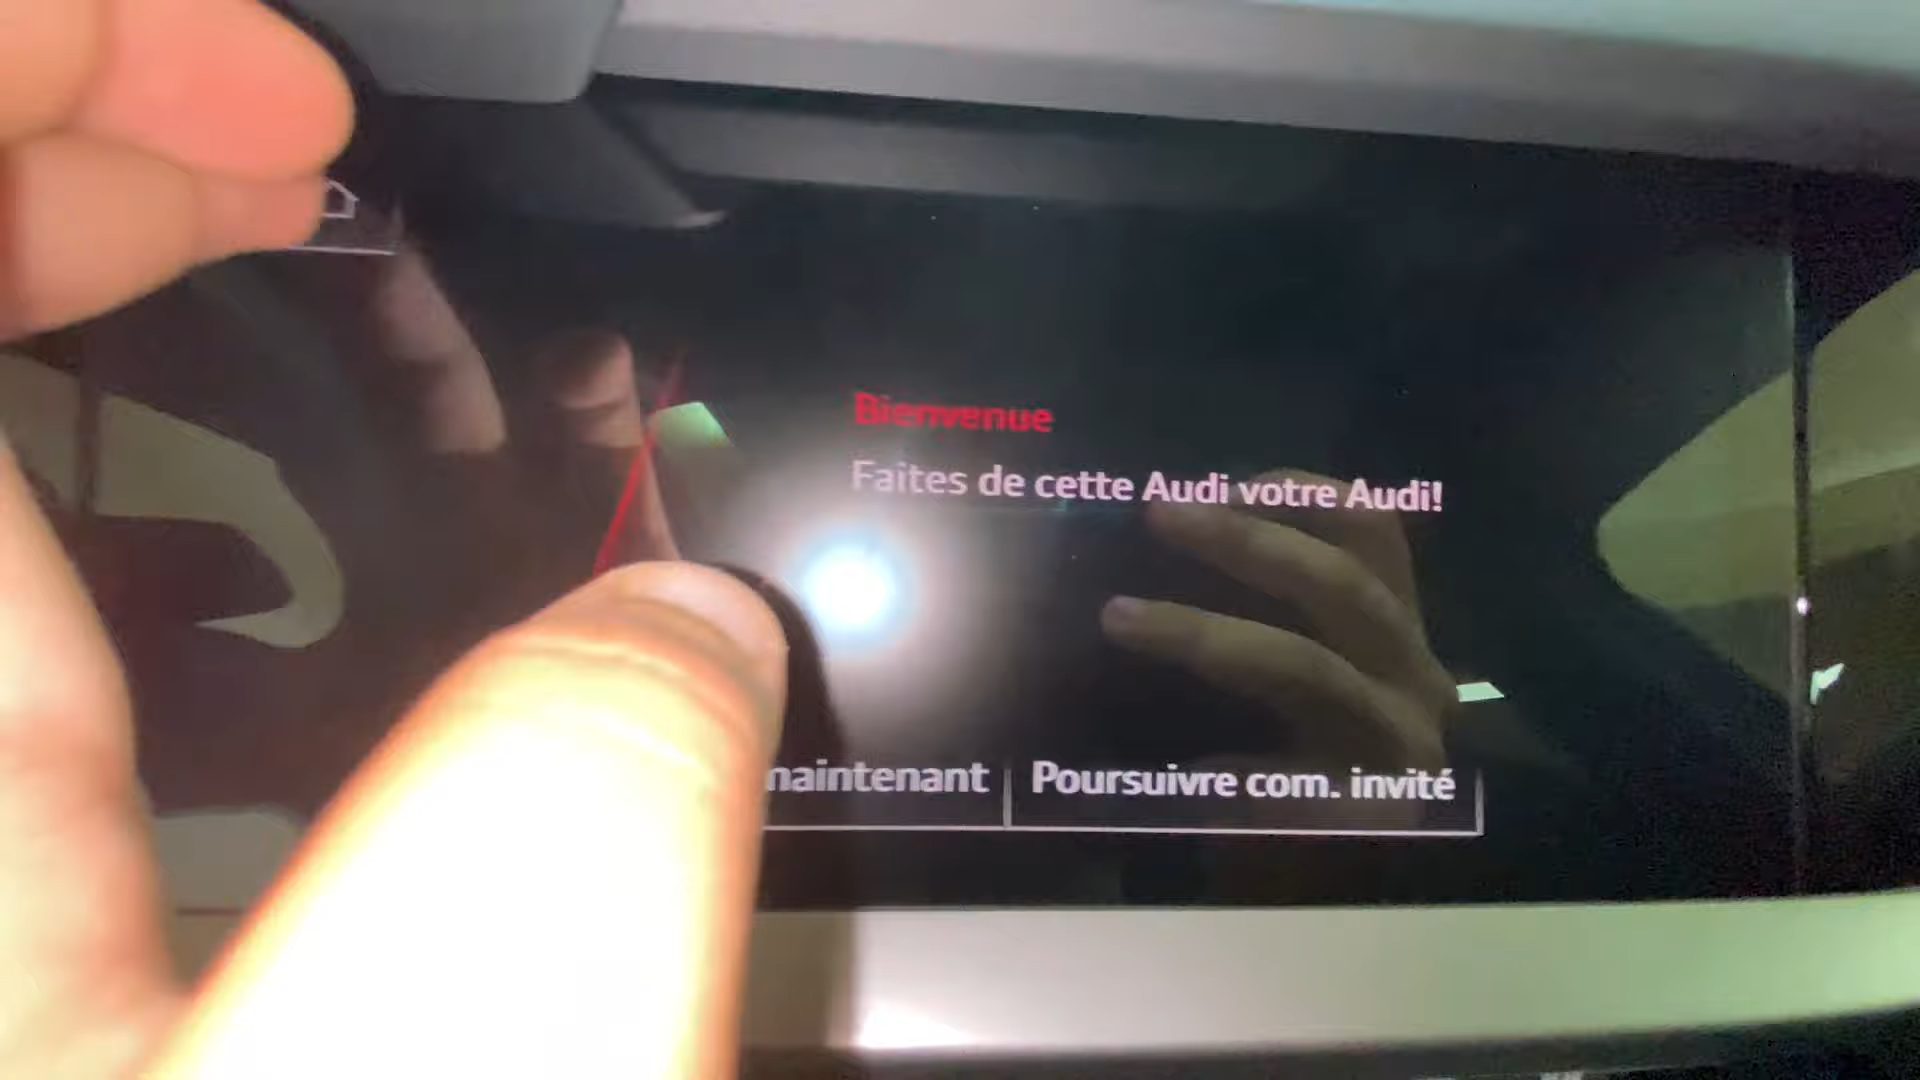 Bienvenue
Faites de cette Audi votre Audi!
maintenant
Poursuivre com. invité